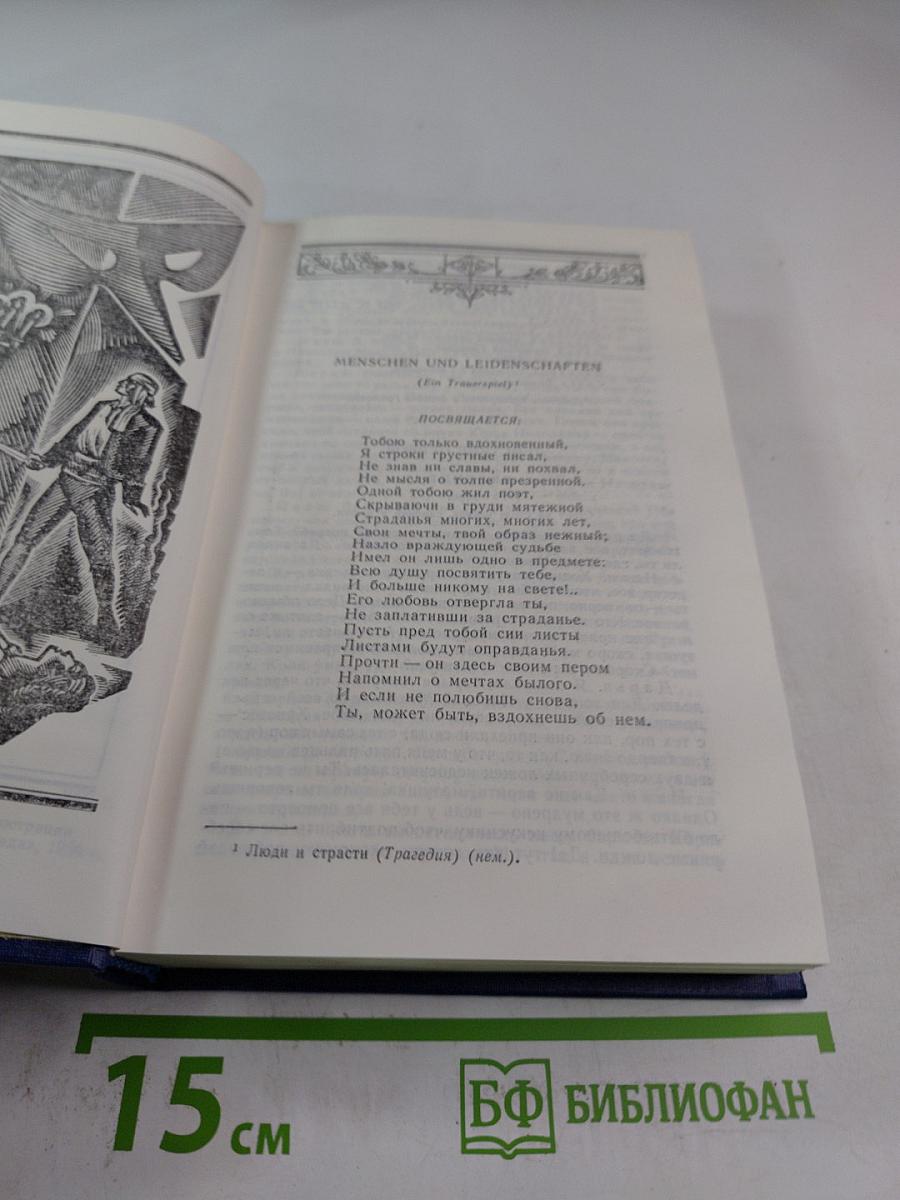 MENSCHEN UND LEIDENSCHAFTEN
(Ein Trauerspiel)¹
ПОСВЯЩАЕТСЯ:
Тобою только вдохновенный,
Я строки грустные писал,
Не знав ни славы, ни похвал,
Не мысля о толпе презренной.
Одной тобою жил поэт,
Скрываючи в груди мятежной
Страданья многих, многих лет,
Свои мечты, твой образ нежный;
Назло враждующей судьбе
Имел он лишь одно в предмете:
Всю душу посвятить тебе,
И больше никому на свете!..
Его любовь отвергла ты,
Не заплативши за страданье.
Пусть пред тобой сии листы
Листами будут оправданья.
Прочти — он здесь своим пером
Напомнил о мечтах былого.
И если не полюбишь снова,
Ты, может быть, вздохнешь об нем.
¹ Люди и страсти (Трагедия) (нем.).
15 см
БФ БИБЛИОФАН